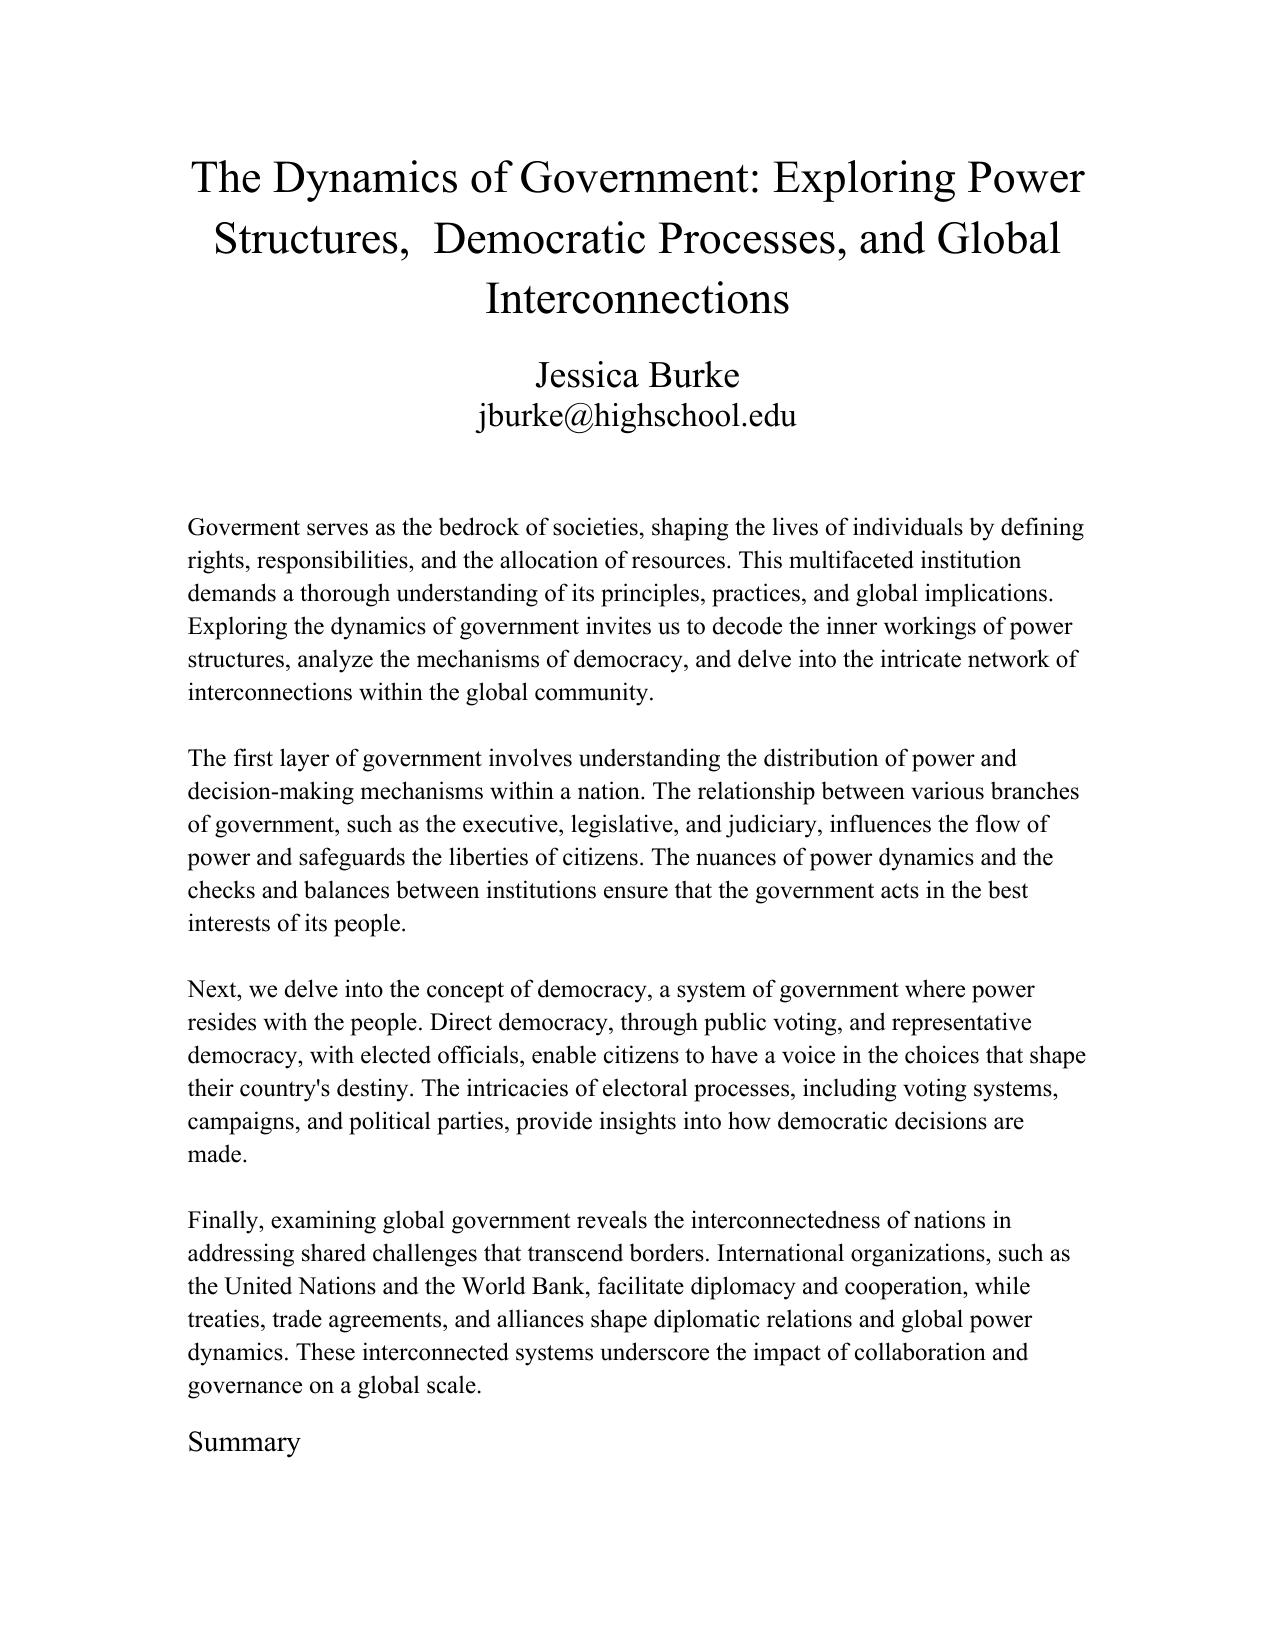 The Dynamics of Government: Exploring Power
Structures,  Democratic Processes, and Global
Interconnections
Jessica Burke
jburke@highschool.edu
Goverment serves as the bedrock of societies, shaping the lives of individuals by defining
rights, responsibilities, and the allocation of resources. This multifaceted institution
demands a thorough understanding of its principles, practices, and global implications.
Exploring the dynamics of government invites us to decode the inner workings of power
structures, analyze the mechanisms of democracy, and delve into the intricate network of
interconnections within the global community.
The first layer of government involves understanding the distribution of power and
decision-making mechanisms within a nation. The relationship between various branches
of government, such as the executive, legislative, and judiciary, influences the flow of
power and safeguards the liberties of citizens. The nuances of power dynamics and the
checks and balances between institutions ensure that the government acts in the best
interests of its people.
Next, we delve into the concept of democracy, a system of government where power
resides with the people. Direct democracy, through public voting, and representative
democracy, with elected officials, enable citizens to have a voice in the choices that shape
their country's destiny. The intricacies of electoral processes, including voting systems,
campaigns, and political parties, provide insights into how democratic decisions are
made.
Finally, examining global government reveals the interconnectedness of nations in
addressing shared challenges that transcend borders. International organizations, such as
the United Nations and the World Bank, facilitate diplomacy and cooperation, while
treaties, trade agreements, and alliances shape diplomatic relations and global power
dynamics. These interconnected systems underscore the impact of collaboration and
governance on a global scale.
Summary